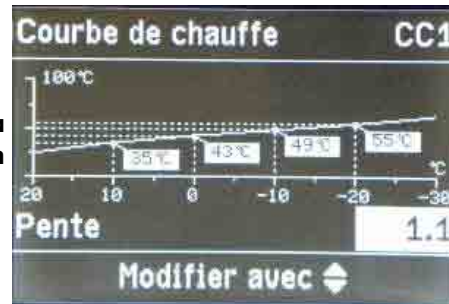 Courbe de chauffe CC1
100℃
35℃ 43℃ 49℃ 55℃
℃
20 10 0 -10 -20 -30
Pente 1.1
Modifier avec